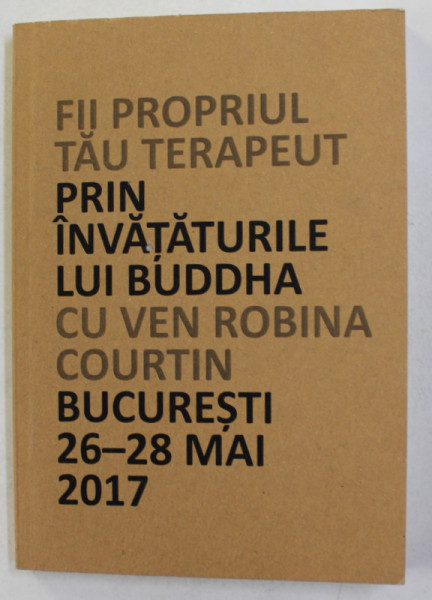 FII PROPRIUL
TĂU TERAPEUT
PRIN
ÎNVĂȚĂTURILE
LUI BUDDHA
CU VEN ROBINA
COURTIN
BUCUREȘTI
26–28 MAI
2017